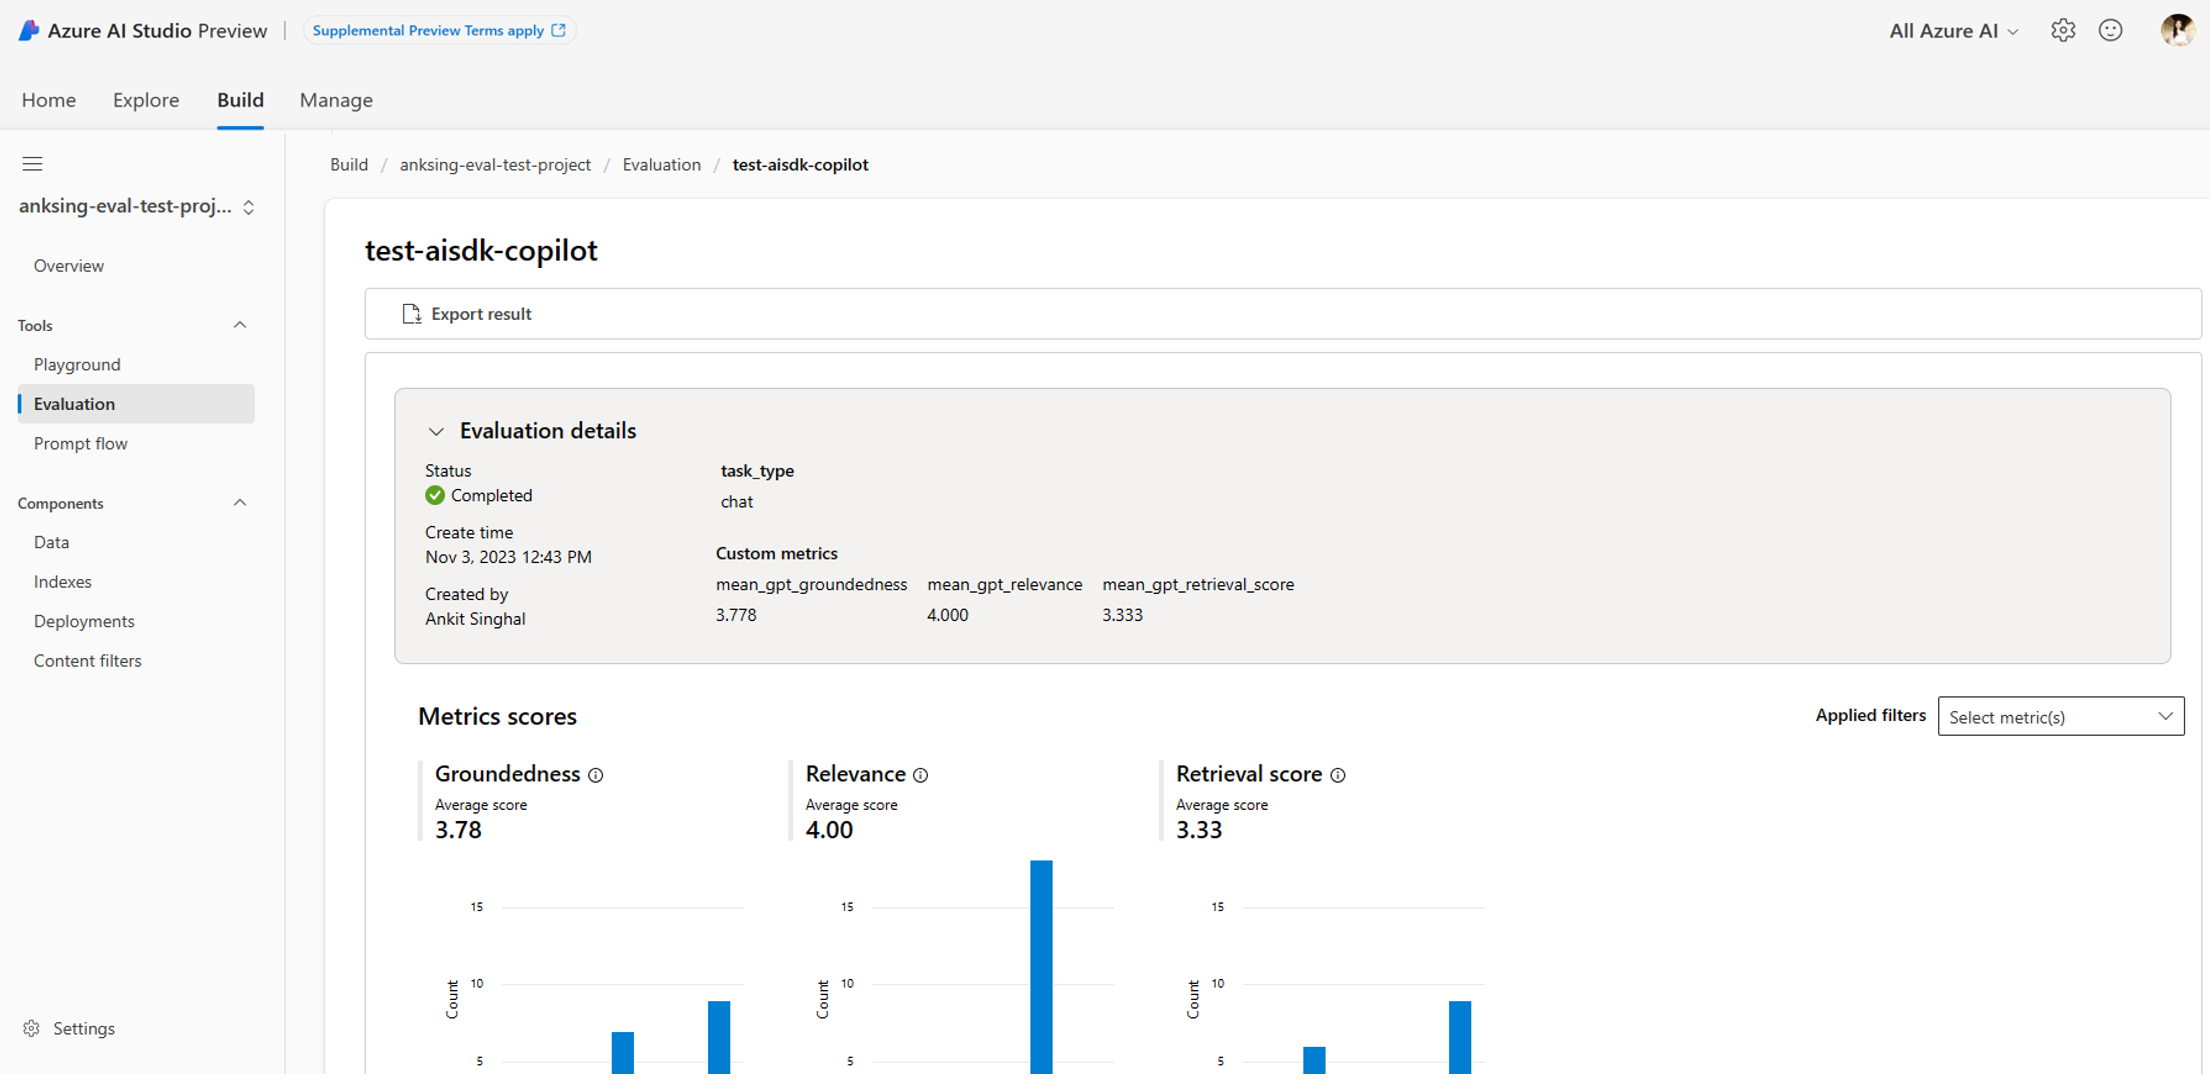 Azure AI Studio Preview
Supplemental Preview Terms apply
All Azure AI
Home Explore Build Manage
Build / anksing-eval-test-project / Evaluation / test-aisdk-copilot
anksing-eval-test-proj...
Overview
Tools
Playground
Evaluation
Prompt flow
Components
Data
Indexes
Deployments
Content filters
Settings
test-aisdk-copilot
Export result
Evaluation details
Status
Completed
Create time
Nov 3, 2023 12:43 PM
Created by
Ankit Singhal
task_type
chat
Custom metrics
mean_gpt_groundedness mean_gpt_relevance mean_gpt_retrieval_score
3.778 4.000 3.333
Metrics scores
Applied filters Select metric(s)
Groundedness
Average score
3.78
15
10
5
Count
Relevance
Average score
4.00
15
10
5
Count
Retrieval score
Average score
3.33
15
10
5
Count